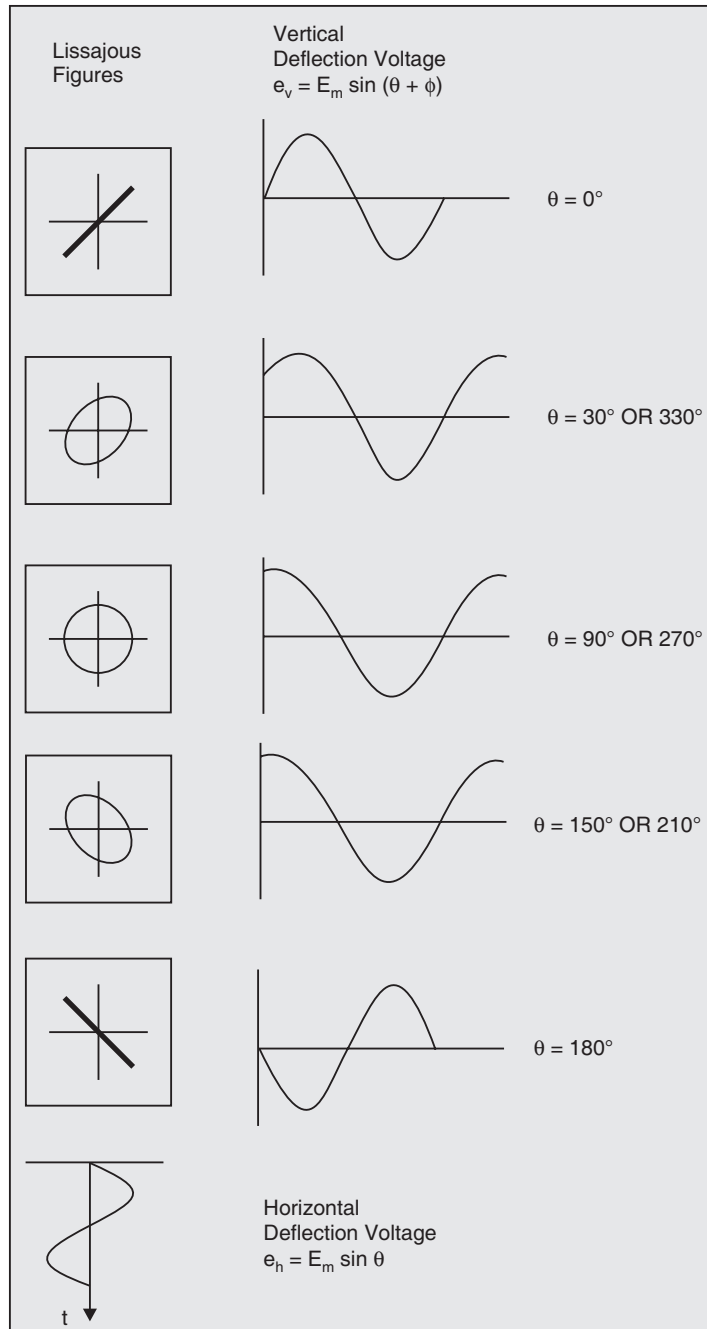 Lissajous
Figures
Vertical
Deflection Voltage
e_v = E_m sin (θ + ϕ)
θ = 0°
θ = 30° OR 330°
θ = 90° OR 270°
θ = 150° OR 210°
θ = 180°
Horizontal
Deflection Voltage
e_h = E_m sin θ
t